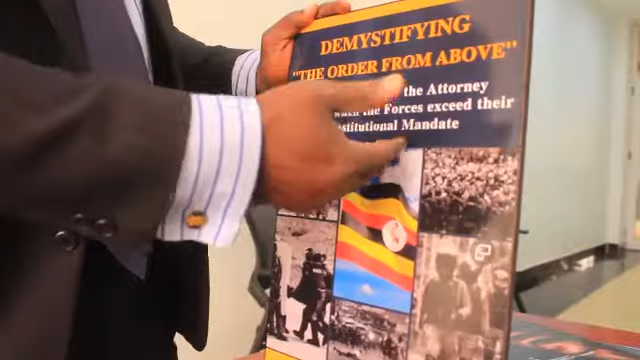 DEMYSTIFYING
"THE ORDER FROM ABOVE"
the Attorney
the Forces exceed their
Mandate